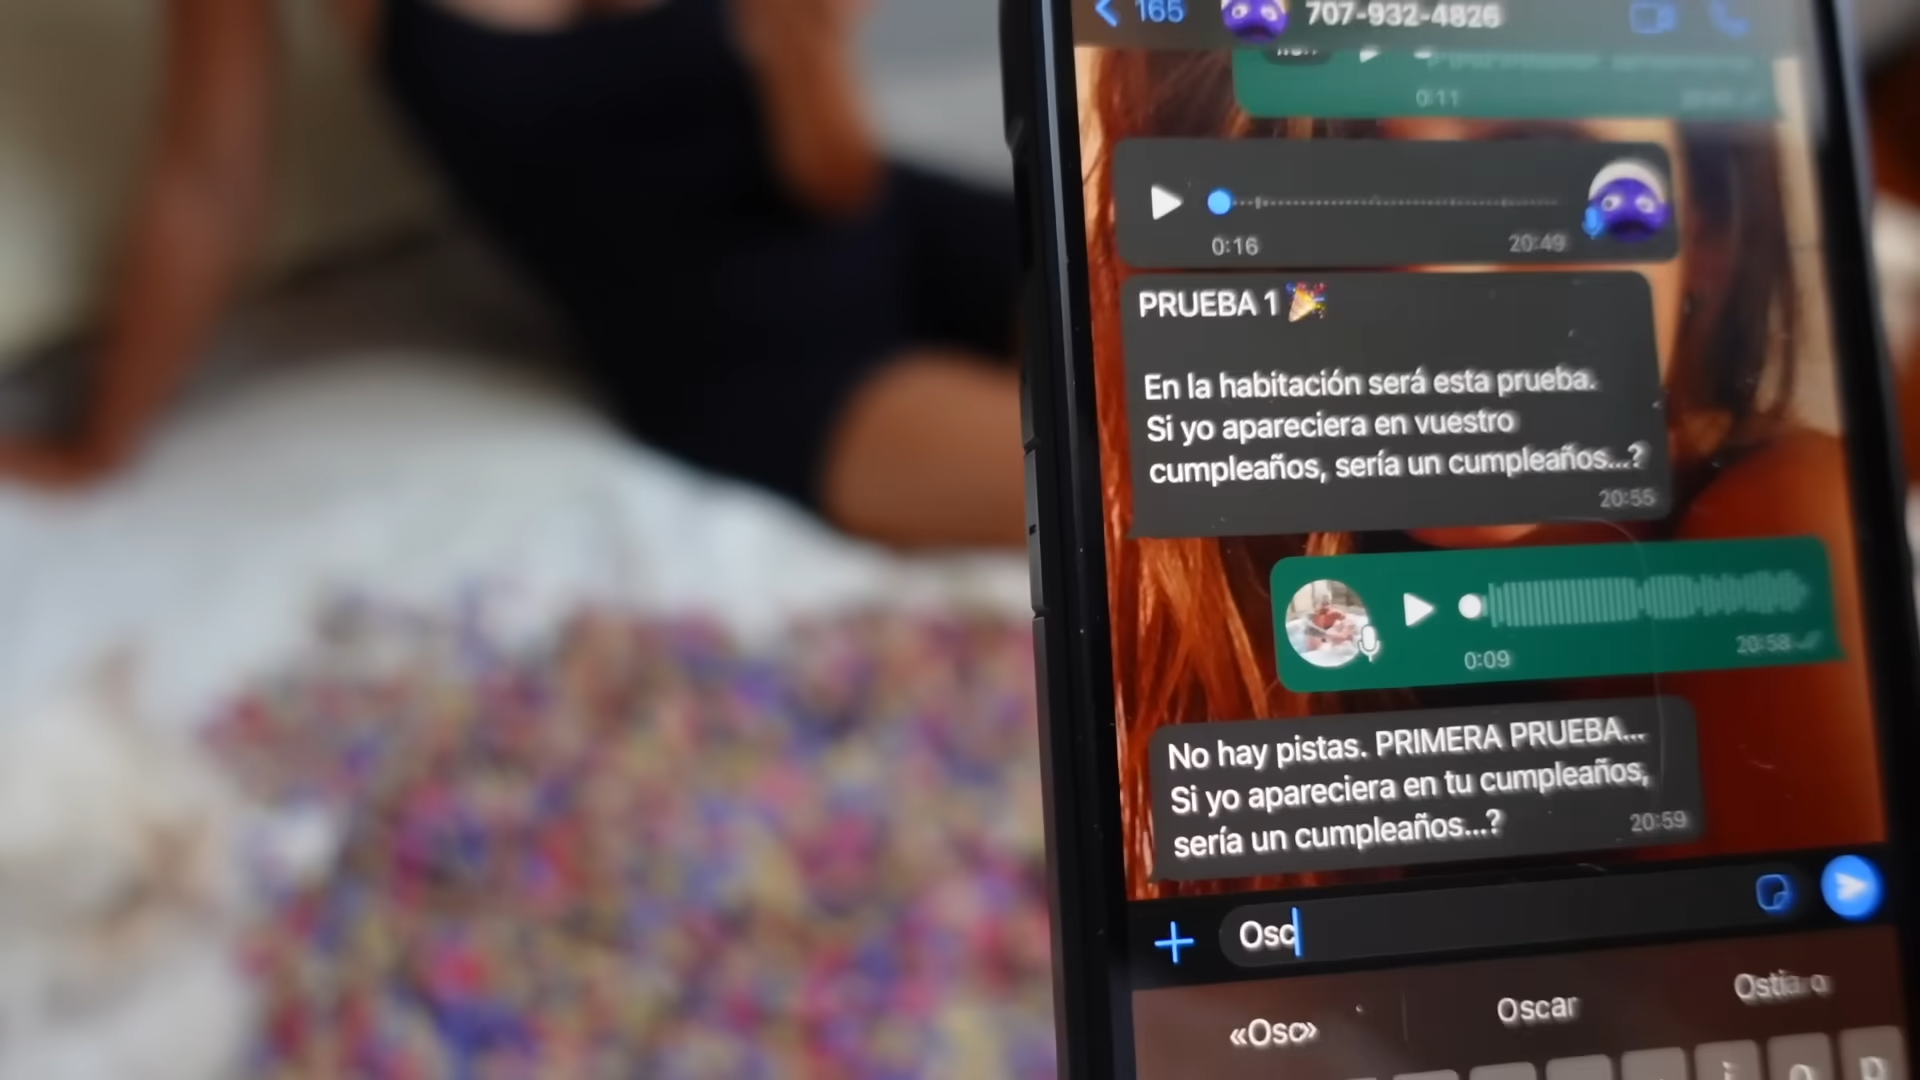 165
707-932-4826
0:11
0:16
20:49
PRUEBA 1 🎉
En la habitación será esta prueba.
Si yo apareciera en vuestro
cumpleaños, sería un cumpleaños...?
20:55
0:09
20:58
No hay pistas. PRIMERA PRUEBA...
Si yo apareciera en tu cumpleaños,
sería un cumpleaños...?
20:59
Osc
«Osc»
Oscar